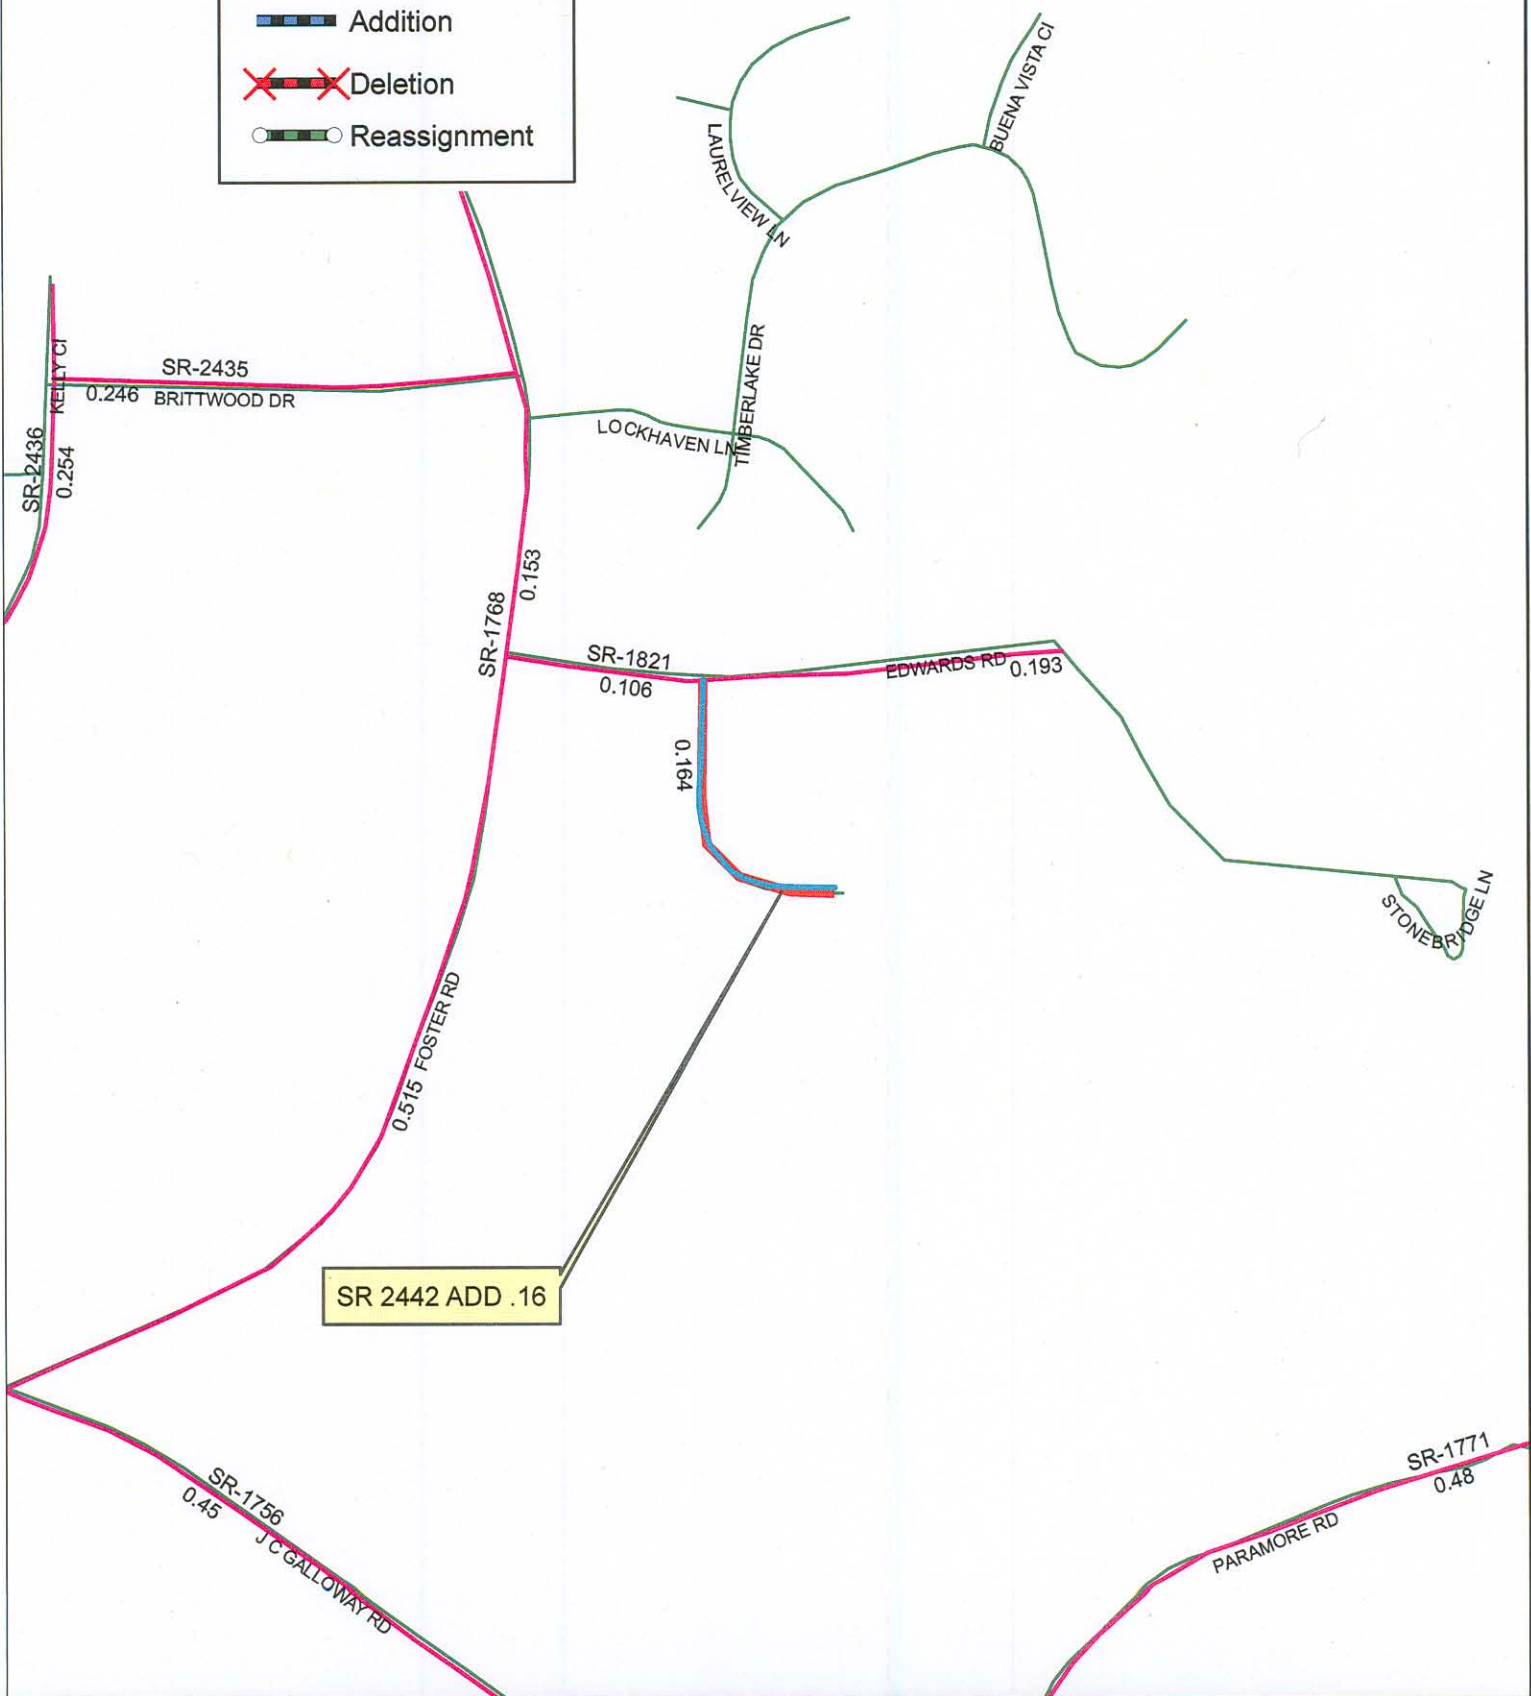 Addition
Deletion
Reassignment
BUENA VISTA CI
LAURELVIEW LN
TIMBERLAKE DR
LOCKHAVEN LN
KELLY CI
SR-2435
0.246 BRITTWOOD DR
SR-2436
0.254
0.153
SR-1768
SR-1821
0.106
EDWARDS RD
0.193
0.164
STONEBRIDGE LN
0.515 FOSTER RD
SR 2442 ADD .16
SR-1756
0.45
J C GALLOWAY RD
SR-1771
0.48
PARAMORE RD